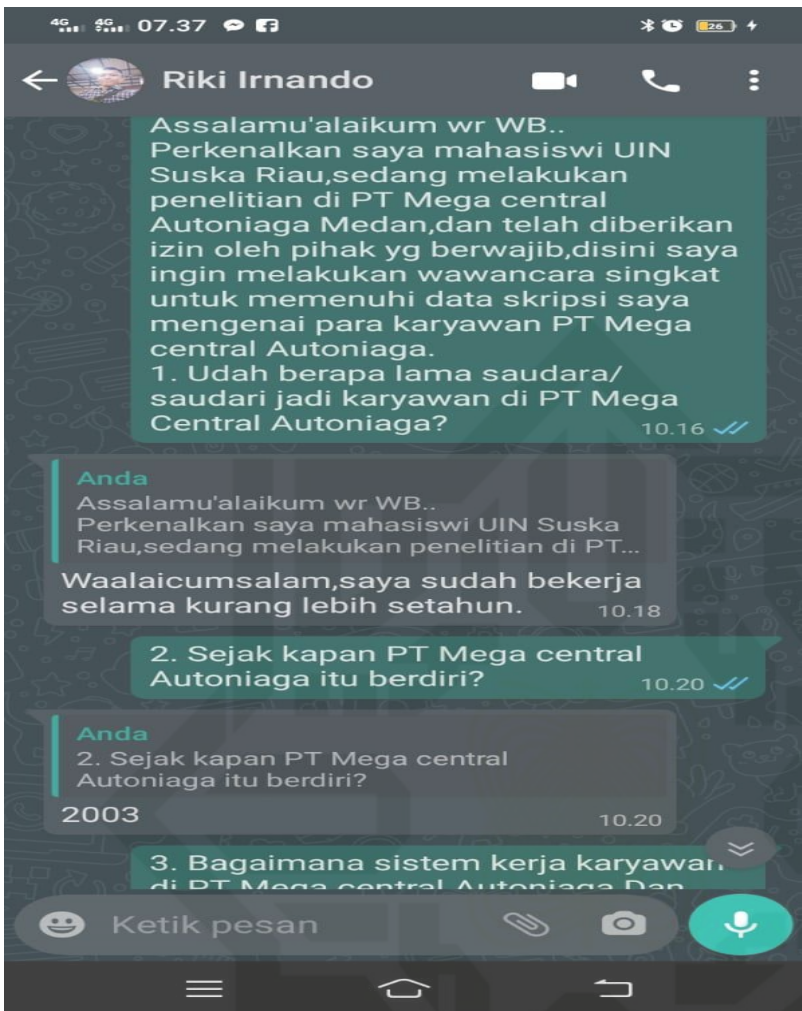 4G 4G 07.37 26
Riki Irnando
Assalamu'alaikum wr WB..
Perkenalkan saya mahasiswi UIN
Suska Riau,sedang melakukan
penelitian di PT Mega central
Autoniaga Medan,dan telah diberikan
izin oleh pihak yg berwajib,disini saya
ingin melakukan wawancara singkat
untuk memenuhi data skripsi saya
mengenai para karyawan PT Mega
central Autoniaga.
1. Udah berapa lama saudara/
saudari jadi karyawan di PT Mega
Central Autoniaga?
10.16
Anda
Assalamu'alaikum wr WB..
Perkenalkan saya mahasiswi UIN Suska
Riau,sedang melakukan penelitian di PT...
Waalaicumsalam,saya sudah bekerja
selama kurang lebih setahun. 10.18
2. Sejak kapan PT Mega central
Autoniaga itu berdiri? 10.20
Anda
2. Sejak kapan PT Mega central
Autoniaga itu berdiri?
2003 10.20
3. Bagaimana sistem kerja karyawan
di PT Mega central Autoniaga Dan
Ketik pesan